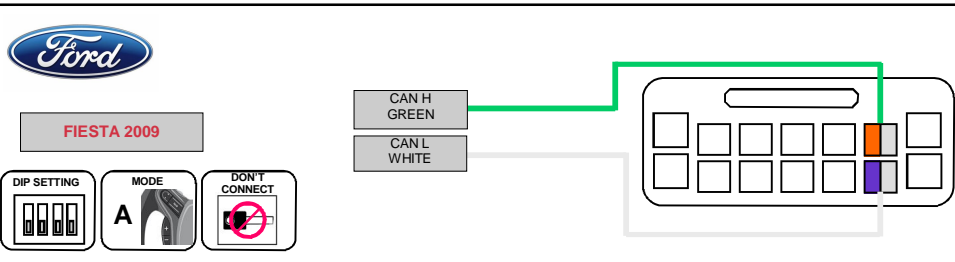 Ford
CAN H
GREEN
FIESTA 2009
CAN L
WHITE
DIP SETTING
MODE
DON'T
CONNECT
A